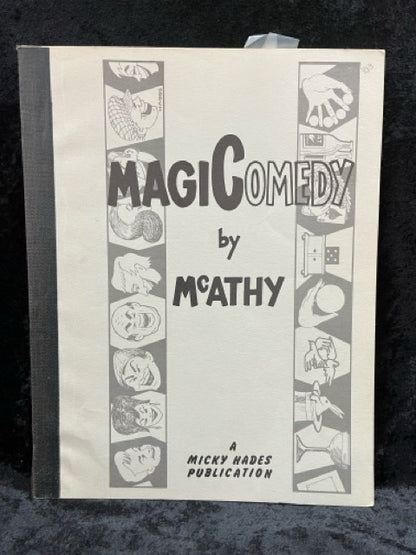 MAGICOMEDY
by
McATHY
A
MICKY HADES
PUBLICATION